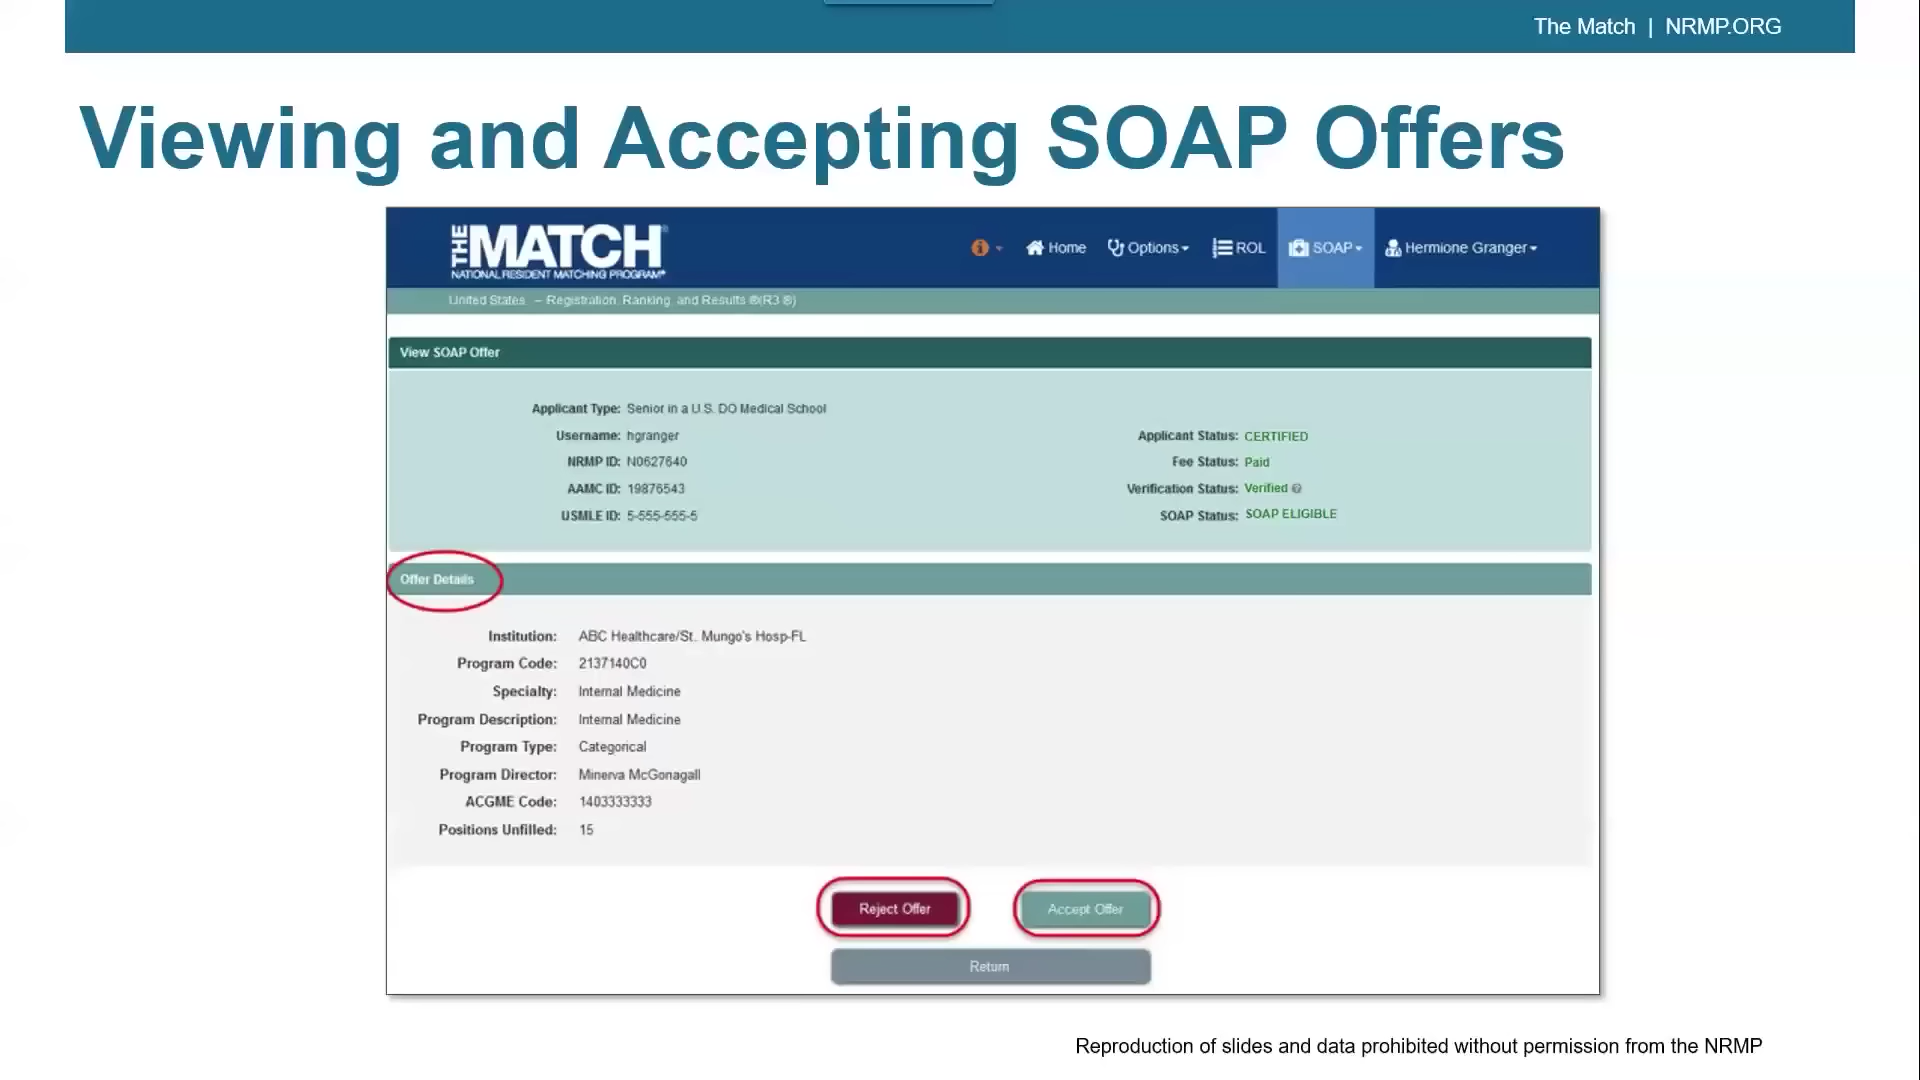 The Match | NRMP.ORG
Viewing and Accepting SOAP Offers
THE MATCH
NATIONAL RESIDENT MATCHING PROGRAM®
Home Options ROL SOAP Hermione Granger
United States – Registration, Ranking, and Results ®(R3 ®)
View SOAP Offer
Applicant Type: Senior in a U.S. DO Medical School
Username: hgranger Applicant Status: CERTIFIED
NRMP ID: N0627640 Fee Status: Paid
AAMC ID: 19876543 Verification Status: Verified
USMLE ID: 5-555-555-5 SOAP Status: SOAP ELIGIBLE
Offer Details
Institution: ABC Healthcare/St. Mungo's Hosp-FL
Program Code: 2137140C0
Specialty: Internal Medicine
Program Description: Internal Medicine
Program Type: Categorical
Program Director: Minerva McGonagall
ACGME Code: 1403333333
Positions Unfilled: 15
Reject Offer Accept Offer
Return
Reproduction of slides and data prohibited without permission from the NRMP